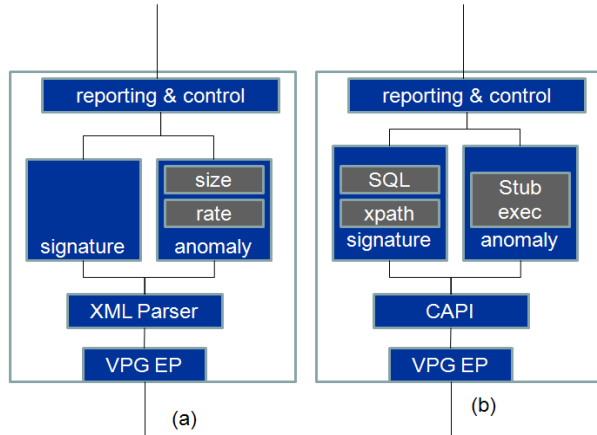 reporting & control
size
rate
signature
anomaly
XML Parser
VPG EP
(a)
reporting & control
SQL
xpath
signature
Stub
exec
anomaly
CAPI
VPG EP
(b)